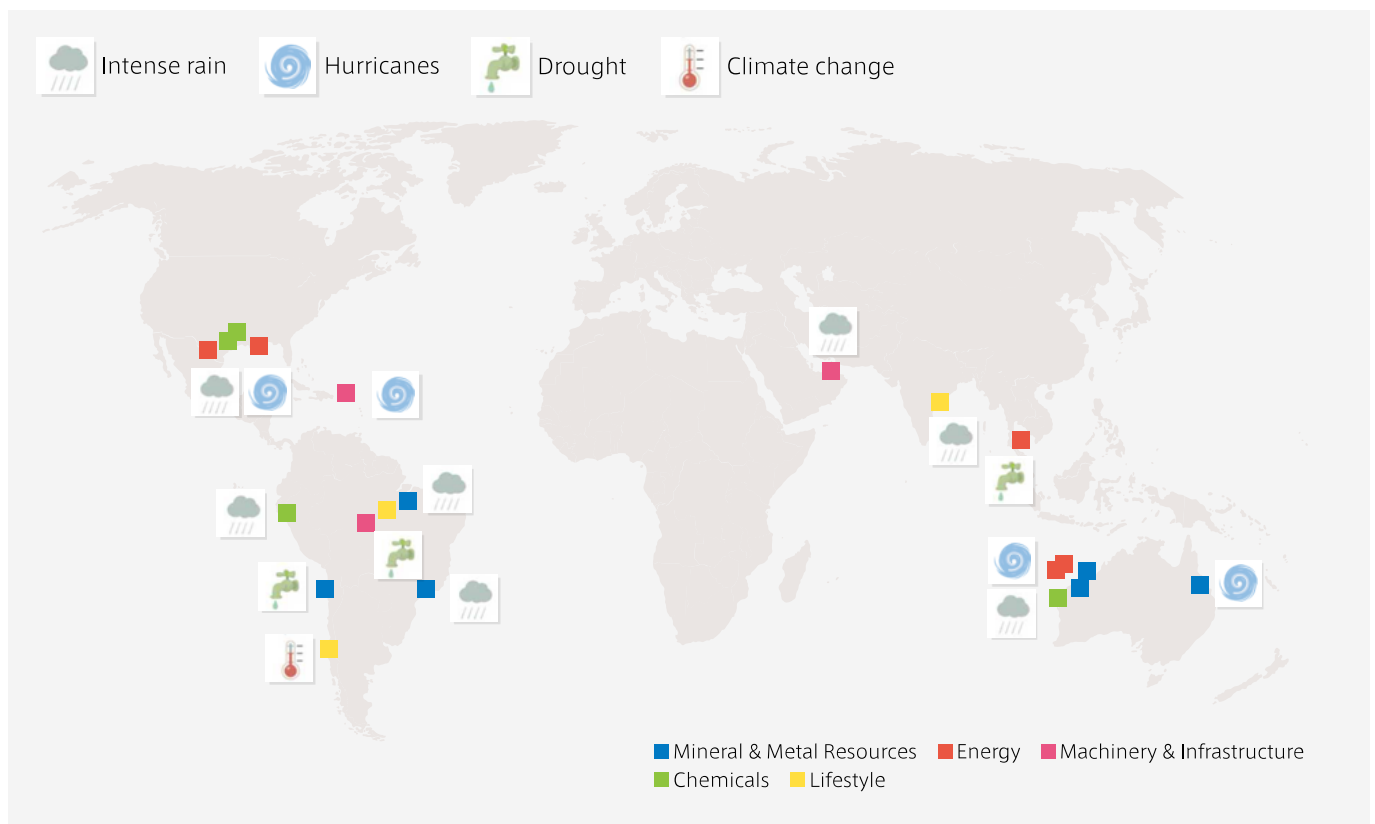 Intense rain Hurricanes Drought Climate change
Mineral & Metal Resources Energy Machinery & Infrastructure
Chemicals Lifestyle